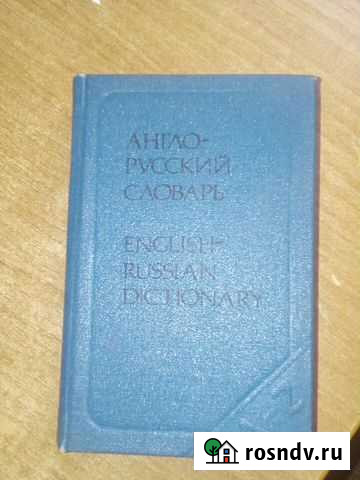 АНГЛО-
РУССКИЙ
СЛОВАРЬ
ENGLISH-
RUSSIAN
DICTIONARY
rosndv.ru